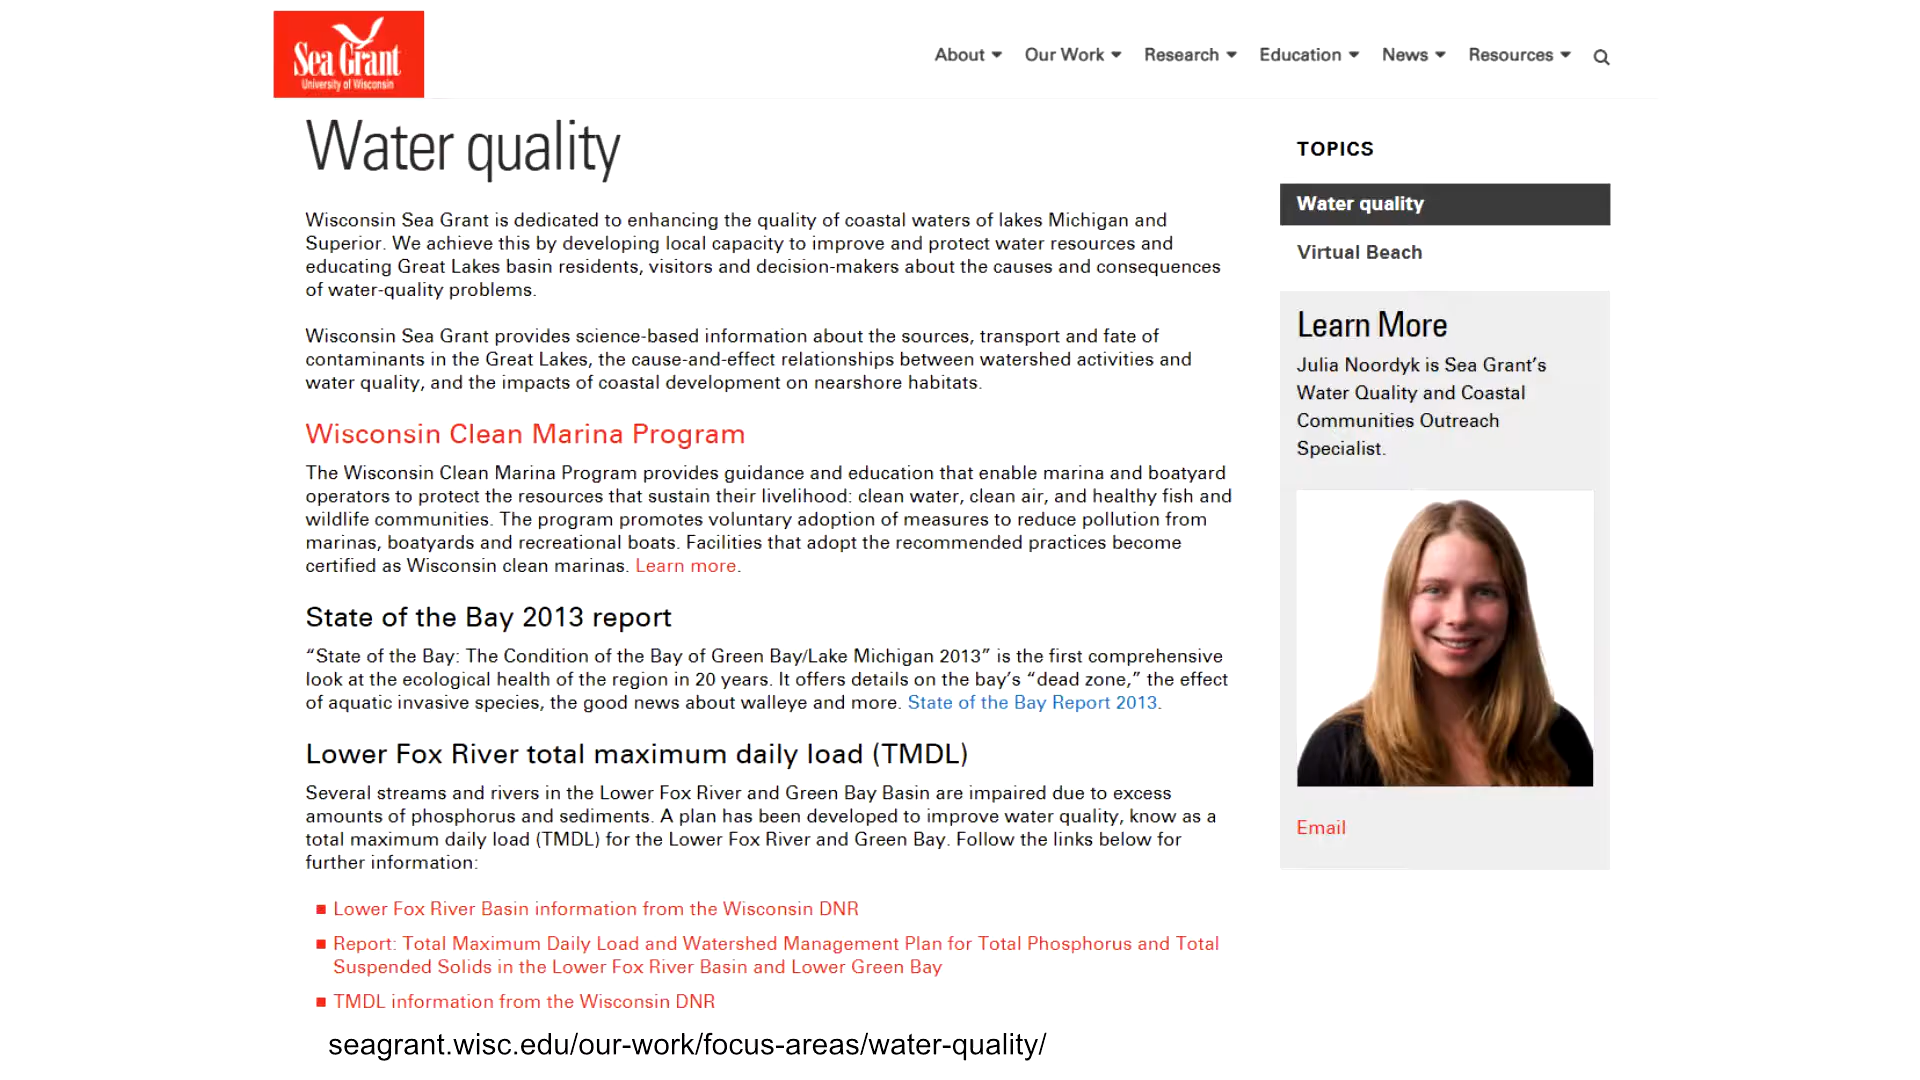 Sea Grant
University of Wisconsin
About
Our Work
Research
Education
News
Resources
Water quality
Wisconsin Sea Grant is dedicated to enhancing the quality of coastal waters of lakes Michigan and
Superior. We achieve this by developing local capacity to improve and protect water resources and
educating Great Lakes basin residents, visitors and decision-makers about the causes and consequences
of water-quality problems.
Wisconsin Sea Grant provides science-based information about the sources, transport and fate of
contaminants in the Great Lakes, the cause-and-effect relationships between watershed activities and
water quality, and the impacts of coastal development on nearshore habitats.
Wisconsin Clean Marina Program
The Wisconsin Clean Marina Program provides guidance and education that enable marina and boatyard
operators to protect the resources that sustain their livelihood: clean water, clean air, and healthy fish and
wildlife communities. The program promotes voluntary adoption of measures to reduce pollution from
marinas, boatyards and recreational boats. Facilities that adopt the recommended practices become
certified as Wisconsin clean marinas. Learn more.
State of the Bay 2013 report
“State of the Bay: The Condition of the Bay of Green Bay/Lake Michigan 2013” is the first comprehensive
look at the ecological health of the region in 20 years. It offers details on the bay’s “dead zone,” the effect
of aquatic invasive species, the good news about walleye and more. State of the Bay Report 2013.
Lower Fox River total maximum daily load (TMDL)
Several streams and rivers in the Lower Fox River and Green Bay Basin are impaired due to excess
amounts of phosphorus and sediments. A plan has been developed to improve water quality, know as a
total maximum daily load (TMDL) for the Lower Fox River and Green Bay. Follow the links below for
further information:
Lower Fox River Basin information from the Wisconsin DNR
Report: Total Maximum Daily Load and Watershed Management Plan for Total Phosphorus and Total
Suspended Solids in the Lower Fox River Basin and Lower Green Bay
TMDL information from the Wisconsin DNR
seagrant.wisc.edu/our-work/focus-areas/water-quality/
TOPICS
Water quality
Virtual Beach
Learn More
Julia Noordyk is Sea Grant’s
Water Quality and Coastal
Communities Outreach
Specialist.
Email